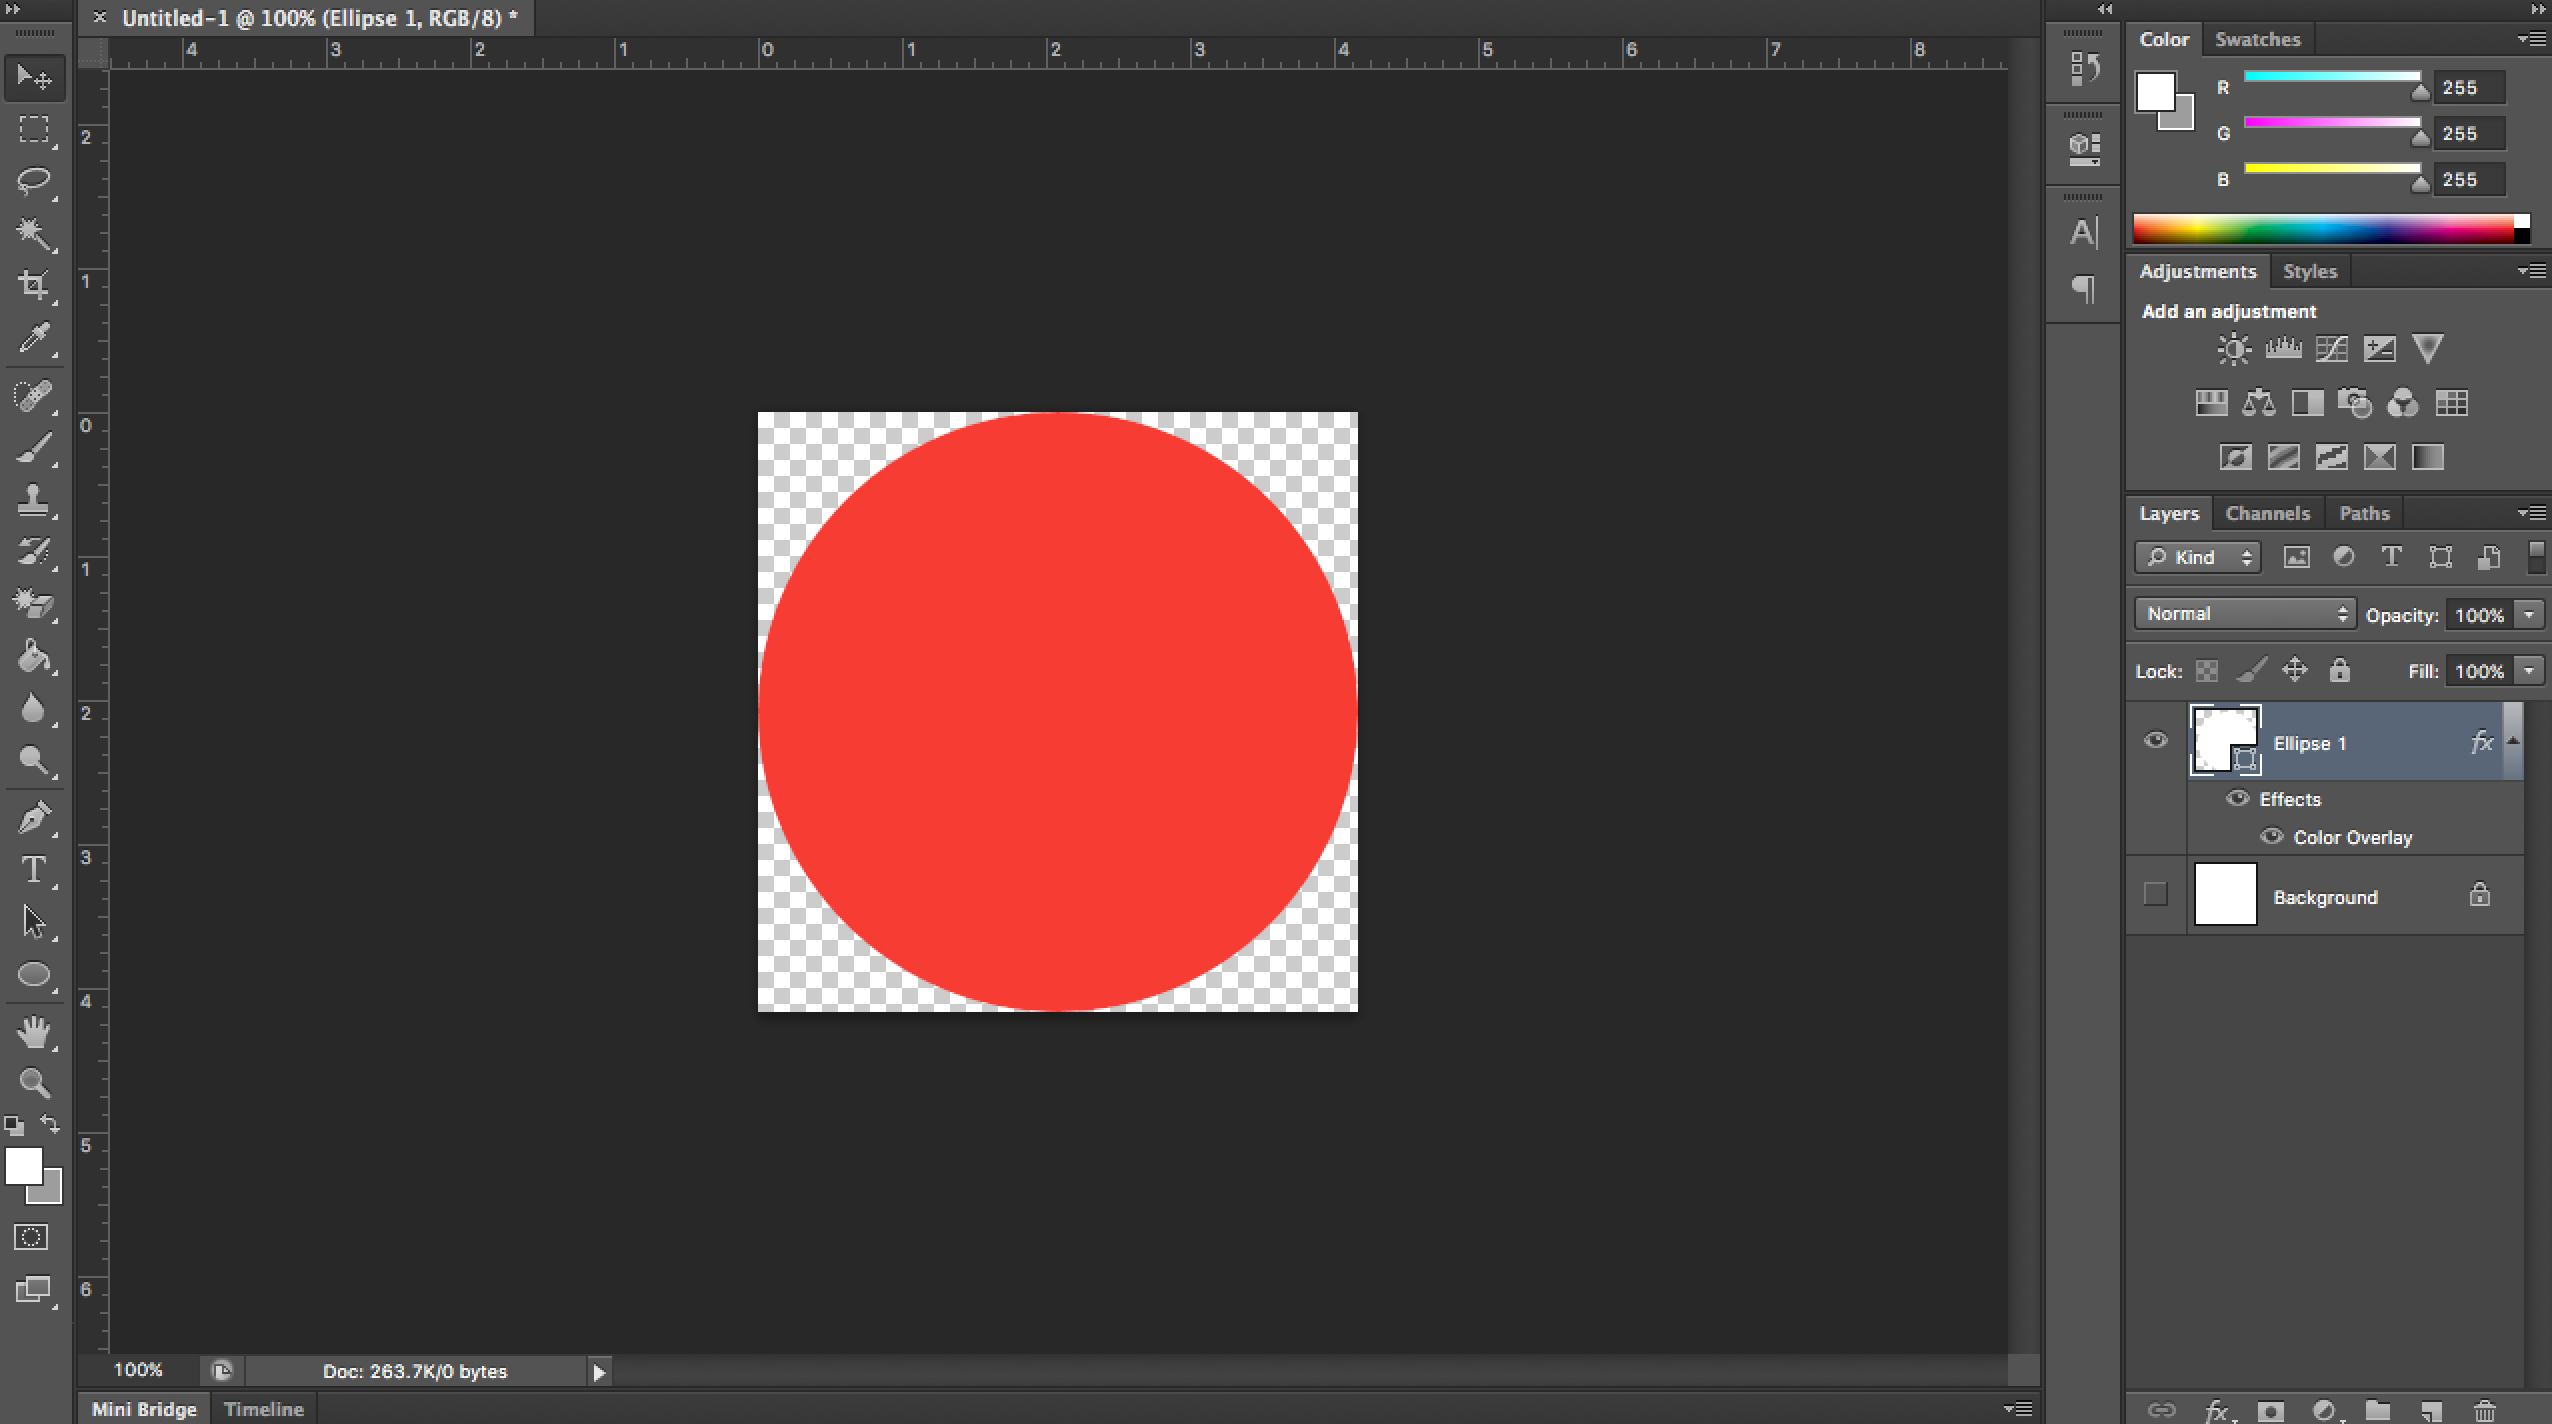 Untitled-1 @ 100% (Ellipse 1, RGB/8) *
4 3 2 1 0 1 2 3 4 5 6 7 8
2
1
0
1
2
3
4
5
6
T
100%
Doc: 263.7K/0 bytes
Mini Bridge Timeline
A|
¶
Color Swatches
R 255
G 255
B 255
Adjustments Styles
Add an adjustment
Layers Channels Paths
Kind T
Normal Opacity: 100%
Lock: Fill: 100%
Ellipse 1 fx
Effects
Color Overlay
Background
fx